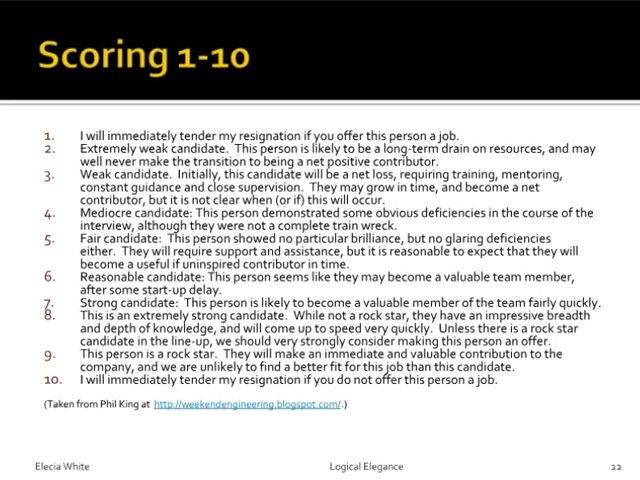 Scoring 1-10
1. I will immediately tender my resignation if you offer this person a job.
2. Extremely weak candidate. This person is likely to be a long-term drain on resources, and may
well never make the transition to being a net positive contributor.
3. Weak candidate. Initially, this candidate will be a net loss, requiring training, mentoring,
constant guidance and close supervision. They may grow in time, and become a net
contributor, but it is not clear when (or if) this will occur.
4. Mediocre candidate: This person demonstrated some obvious deficiencies in the course of the
interview, although they were not a complete train wreck.
5. Fair candidate: This person showed no particular brilliance, but no glaring deficiencies
either. They will require support and assistance, but it is reasonable to expect that they will
become a useful if uninspired contributor in time.
6. Reasonable candidate: This person seems like they may become a valuable team member,
after some start-up delay.
7. Strong candidate: This person is likely to become a valuable member of the team fairly quickly.
8. This is an extremely strong candidate. While not a rock star, they have an impressive breadth
and depth of knowledge, and will come up to speed very quickly. Unless there is a rock star
candidate in the line-up, we should very strongly consider making this person an offer.
9. This person is a rock star. They will make an immediate and valuable contribution to the
company, and we are unlikely to find a better fit for this job than this candidate.
10. I will immediately tender my resignation if you do not offer this person a job.
(Taken from Phil King at http://weekendengineering.blogspot.com/.)
Elecia White Logical Elegance 22